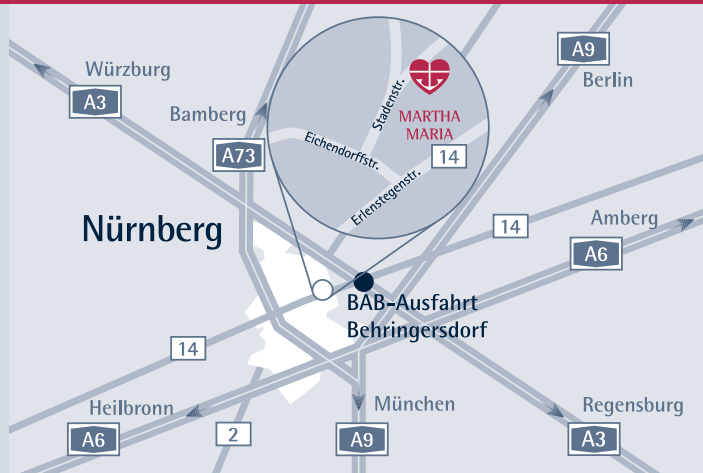 A9
Würzburg
Berlin
A3
Stadenstr.
Bamberg
MARTHA
MARIA
Eichendorffstr.
A73
14
Erlenstegenstr.
Nürnberg
14
Amberg
A6
BAB-Ausfahrt
Behringersdorf
14
Heilbronn
München
Regensburg
A6
2
A9
A3